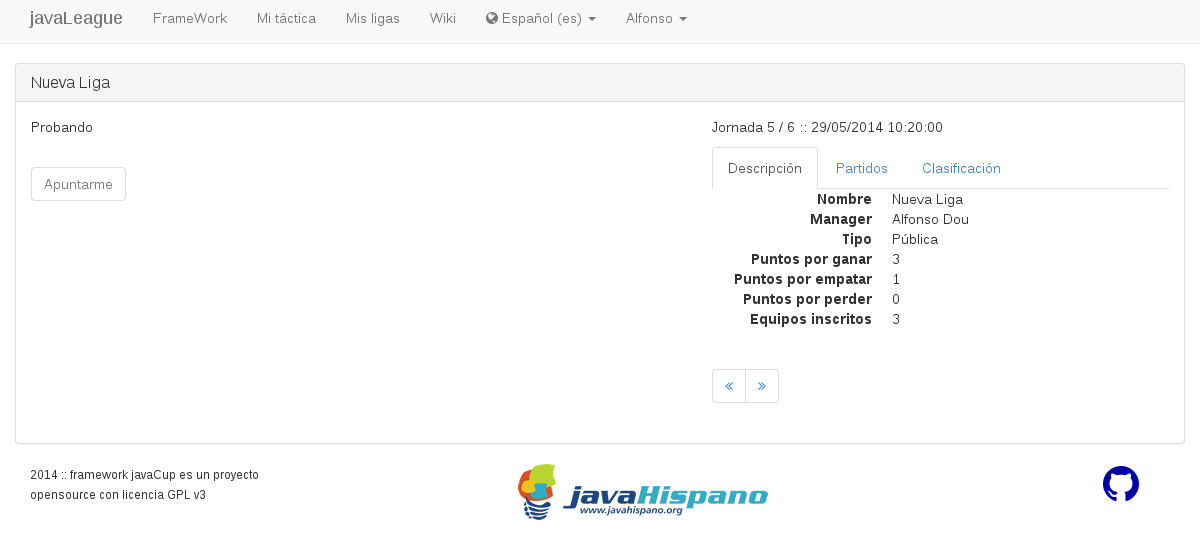 javaLeague FrameWork Mi táctica Mis ligas Wiki Español (es) Alfonso
Nueva Liga
Probando
Apuntarme
Jornada 5 / 6 :: 29/05/2014 10:20:00
Descripción Partidos Clasificación
Nombre Nueva Liga
Manager Alfonso Dou
Tipo Pública
Puntos por ganar 3
Puntos por empatar 1
Puntos por perder 0
Equipos inscritos 3
« »
2014 :: framework javaCup es un proyecto
opensource con licencia GPL v3
javaHispano
www.javahispano.org